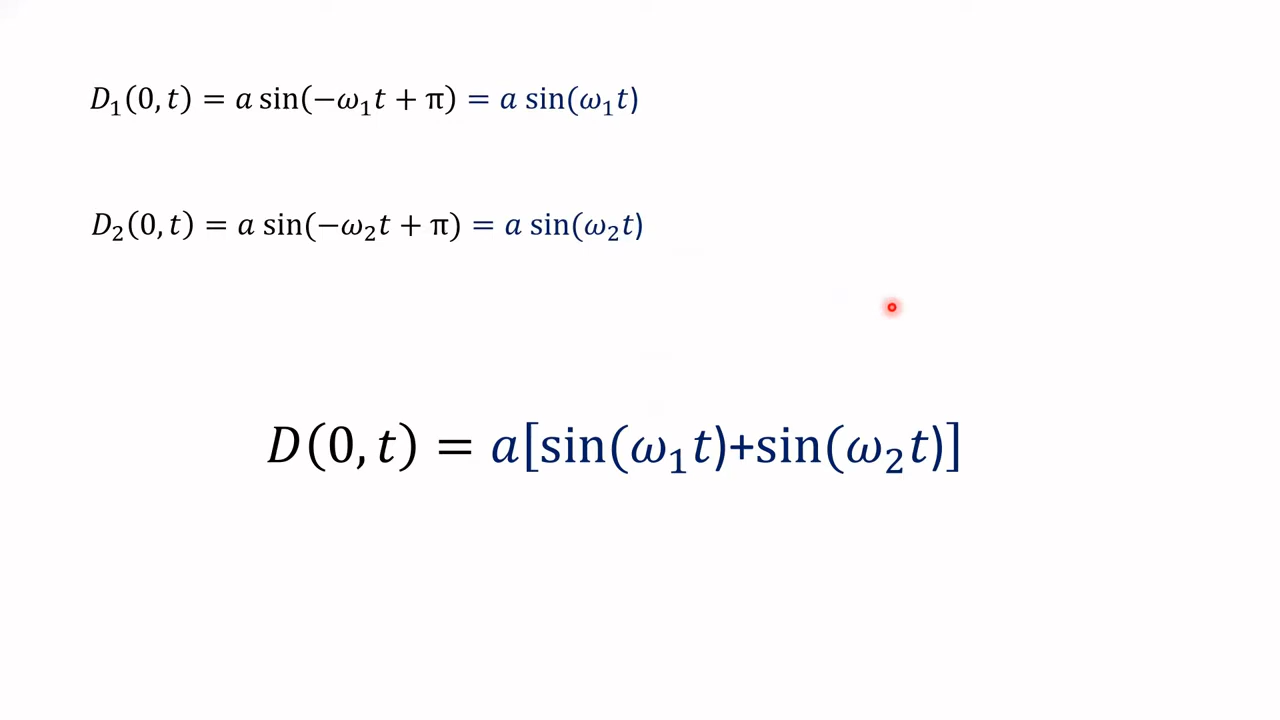 D₁(0, t) = a sin(−ω₁t + π) = a sin(ω₁t)
D₂(0, t) = a sin(−ω₂t + π) = a sin(ω₂t)
D(0, t) = a[sin(ω₁t)+sin(ω₂t)]